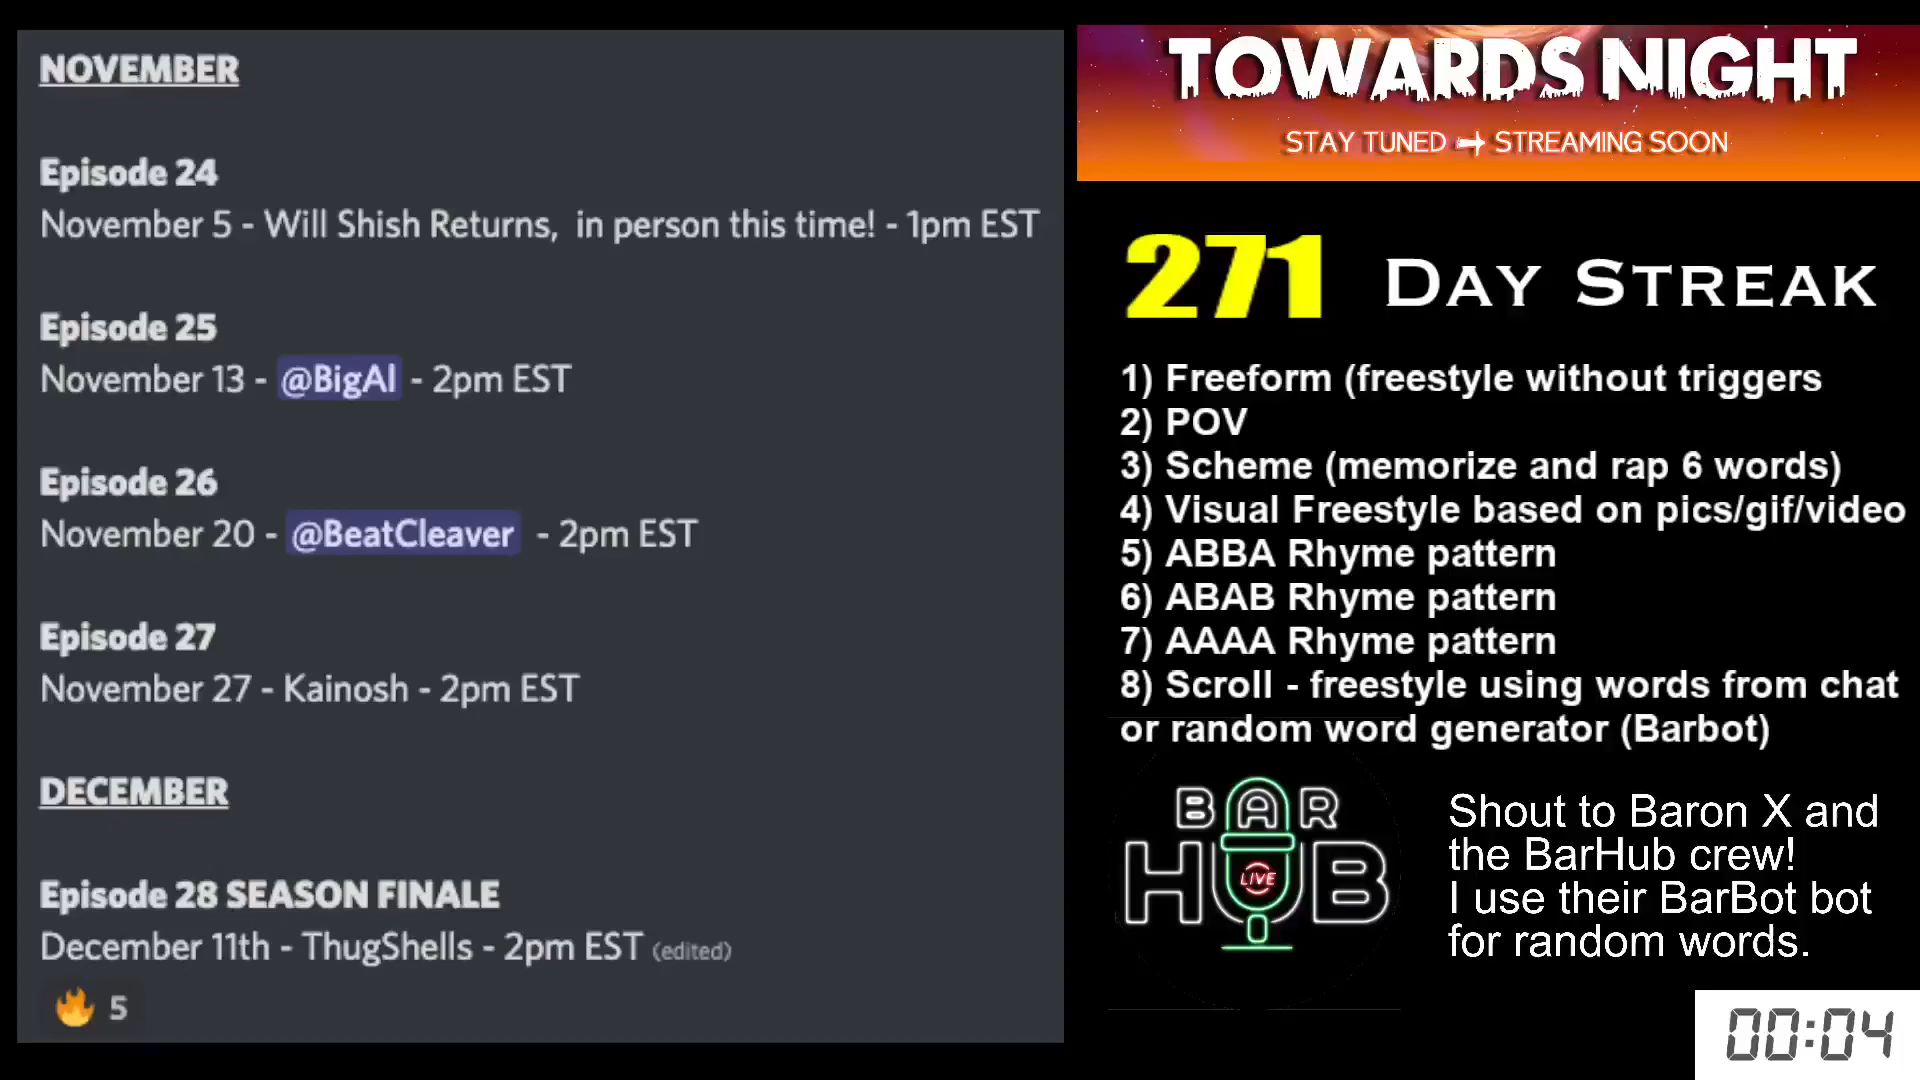 NOVEMBER
Episode 24
November 5 - Will Shish Returns, in person this time! - 1pm EST
Episode 25
November 13 - @BigAl - 2pm EST
Episode 26
November 20 - @BeatCleaver - 2pm EST
Episode 27
November 27 - Kainosh - 2pm EST
DECEMBER
Episode 28 SEASON FINALE
December 11th - ThugShells - 2pm EST (edited)
🔥 5
TOWARDS NIGHT
STAY TUNED ➞ STREAMING SOON
271 DAY STREAK
1) Freeform (freestyle without triggers
2) POV
3) Scheme (memorize and rap 6 words)
4) Visual Freestyle based on pics/gif/video
5) ABBA Rhyme pattern
6) ABAB Rhyme pattern
7) AAAA Rhyme pattern
8) Scroll - freestyle using words from chat
or random word generator (Barbot)
BAR
HUB
LIVE
Shout to Baron X and
the BarHub crew!
I use their BarBot bot
for random words.
00:04